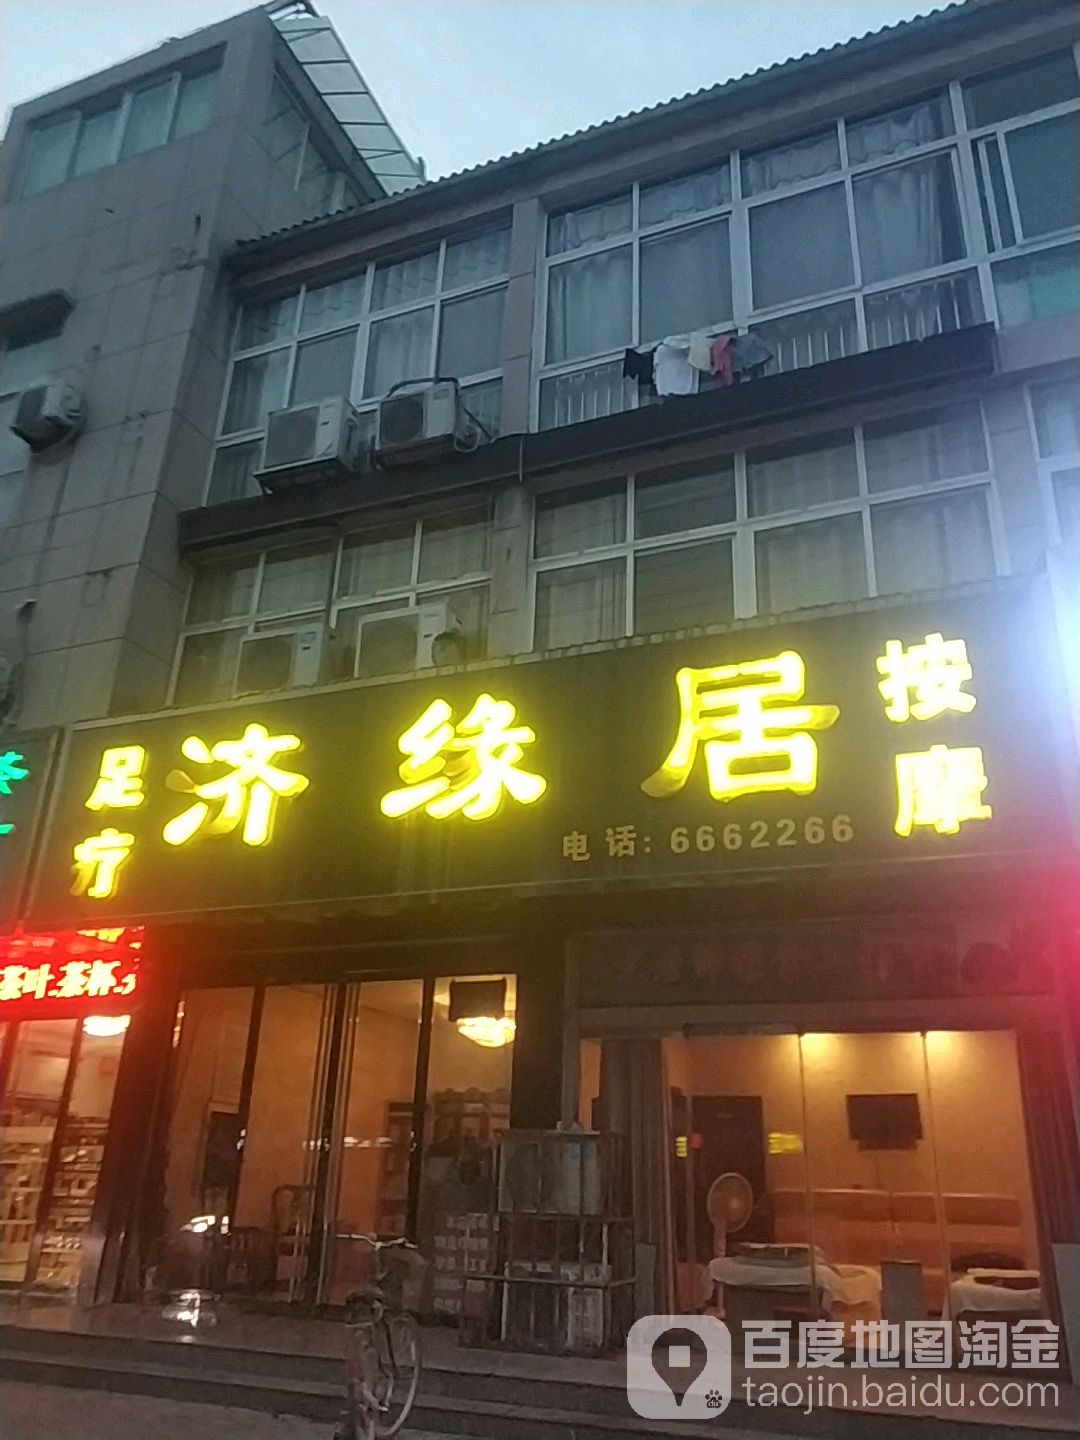 足疗
济缘居
按摩
电话: 6662266
茶
茶叶.茶杯.
百度地图淘金
taojin.baidu.com